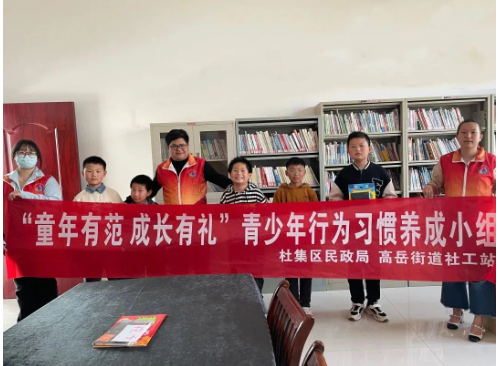 “童年有范 成长有礼”青少年行为习惯养成小组
杜集区民政局 高岳街道社工站